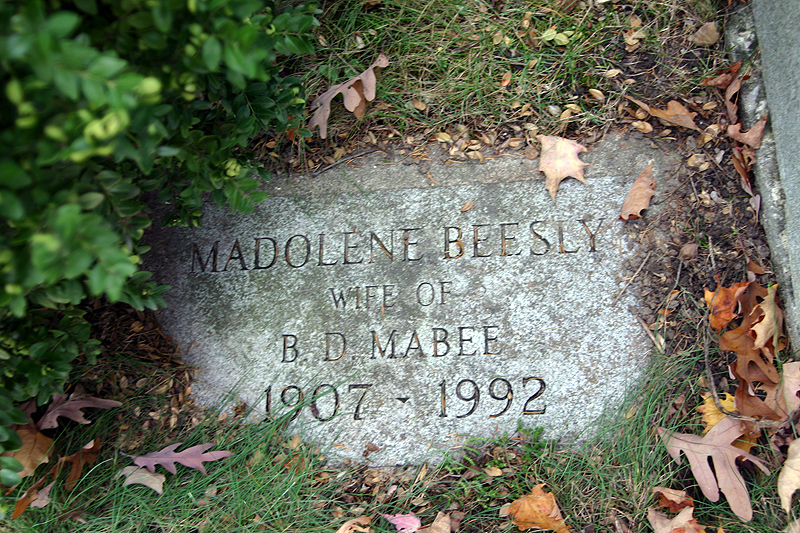 MADOLENE BEESLY
WIFE OF
B. D. MABEE
1907 - 1992